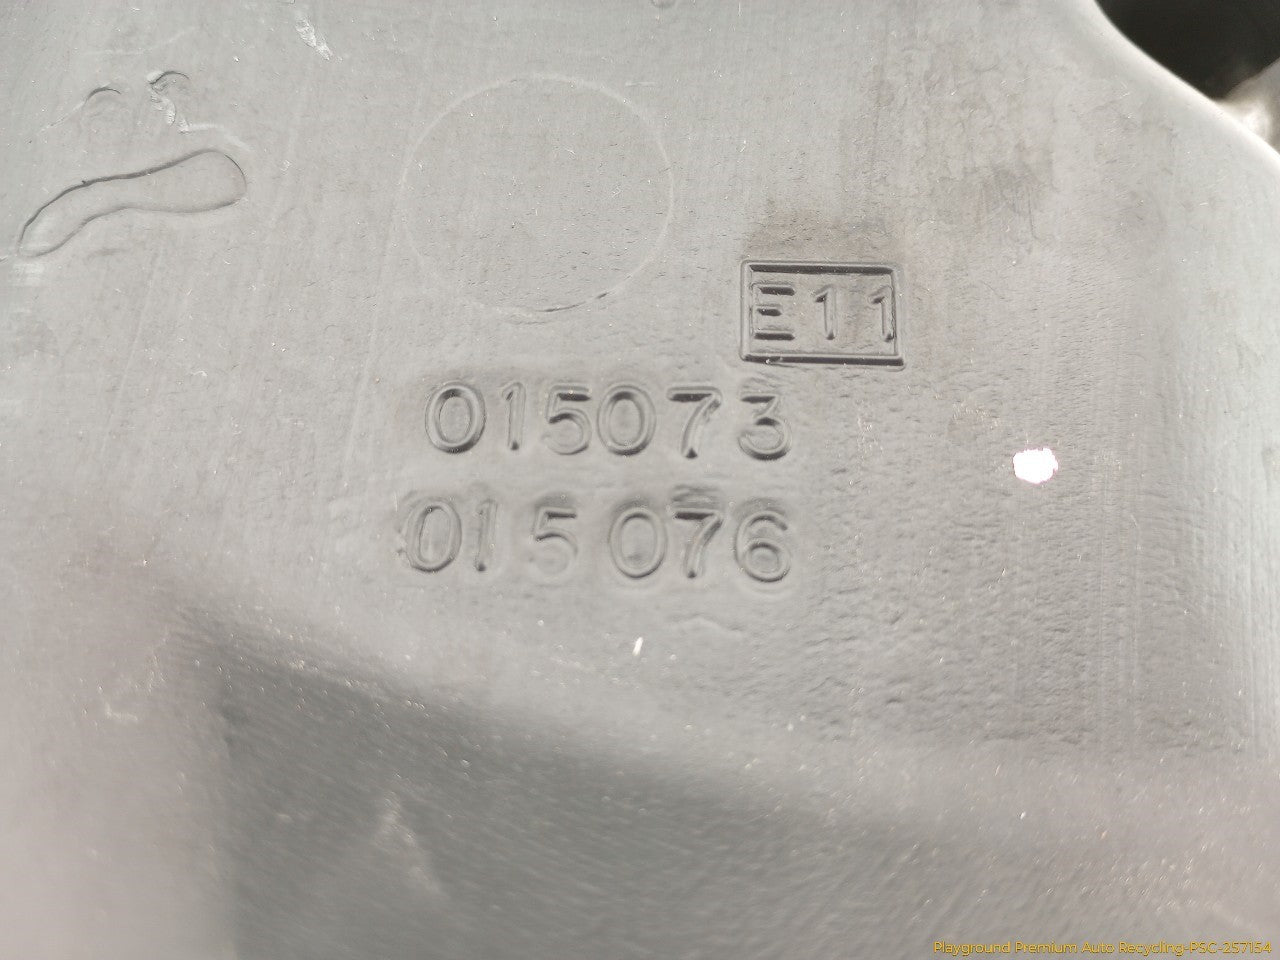 E11
015073
015076
Playground Premium Auto Recycling-PSC-257154